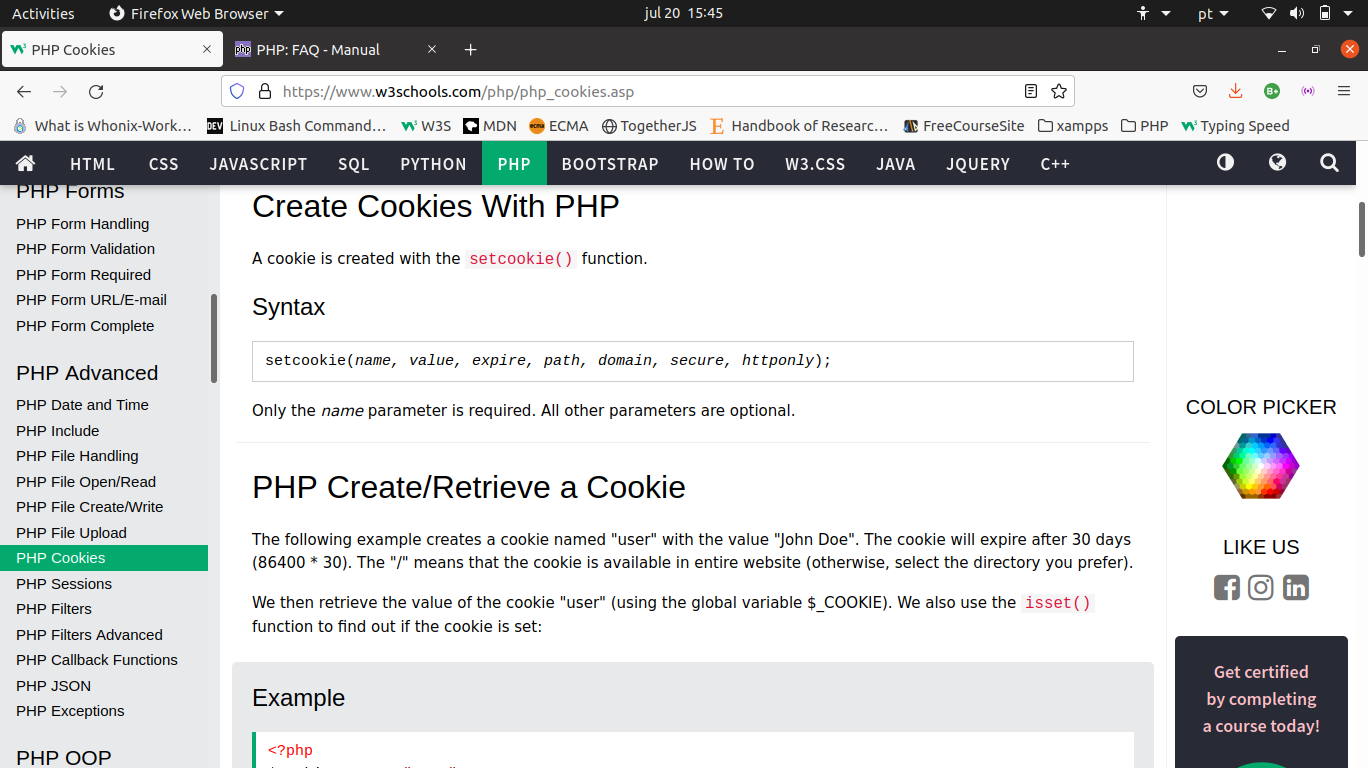 Activities
Firefox Web Browser
jul 20 15:45
pt
PHP Cookies
PHP: FAQ - Manual
https://www.w3schools.com/php/php_cookies.asp
What is Whonix-Work…
DEV Linux Bash Command…
W3S
MDN
ECMA
TogetherJS
Handbook of Researc…
FreeCourseSite
xampps
PHP
Typing Speed
HTML CSS JAVASCRIPT SQL PYTHON PHP BOOTSTRAP HOW TO W3.CSS JAVA JQUERY C++
PHP Forms
PHP Form Handling
PHP Form Validation
PHP Form Required
PHP Form URL/E-mail
PHP Form Complete
PHP Advanced
PHP Date and Time
PHP Include
PHP File Handling
PHP File Open/Read
PHP File Create/Write
PHP File Upload
PHP Cookies
PHP Sessions
PHP Filters
PHP Filters Advanced
PHP Callback Functions
PHP JSON
PHP Exceptions
PHP OOP
Create Cookies With PHP
A cookie is created with the setcookie() function.
Syntax
setcookie(name, value, expire, path, domain, secure, httponly);
Only the name parameter is required. All other parameters are optional.
PHP Create/Retrieve a Cookie
The following example creates a cookie named "user" with the value "John Doe". The cookie will expire after 30 days
(86400 * 30). The "/" means that the cookie is available in entire website (otherwise, select the directory you prefer).
We then retrieve the value of the cookie "user" (using the global variable $_COOKIE). We also use the isset()
function to find out if the cookie is set:
Example
<?php
COLOR PICKER
LIKE US
Get certified
by completing
a course today!